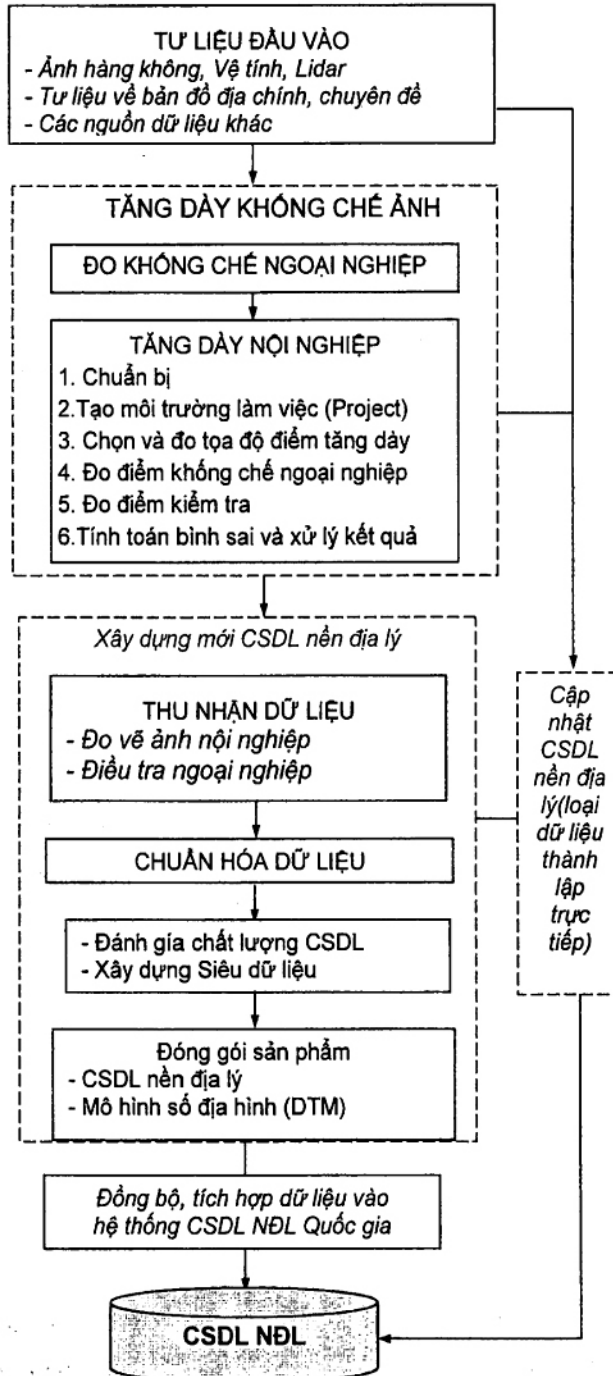 TƯ LIỆU ĐẦU VÀO
- Ảnh hàng không, Vệ tính, Lidar
- Tư liệu về bản đồ địa chính, chuyên đề
- Các nguồn dữ liệu khác
TĂNG DÀY KHỐNG CHẾ ẢNH
ĐO KHỐNG CHẾ NGOẠI NGHIỆP
TĂNG DÀY NỘI NGHIỆP
1. Chuẩn bị
2.Tạo môi trường làm việc (Project)
3. Chọn và đo tọa độ điểm tăng dày
4. Đo điểm khống chế ngoại nghiệp
5. Đo điểm kiểm tra
6.Tính toán bình sai và xử lý kết quả
Xây dựng mới CSDL nền địa lý
THU NHẬN DỮ LIỆU
- Đo vẽ ảnh nội nghiệp
- Điều tra ngoại nghiệp
CHUẨN HÓA DỮ LIỆU
- Đánh gía chất lượng CSDL
- Xây dựng Siêu dữ liệu
Đóng gói sản phẩm
- CSDL nền địa lý
- Mô hình số địa hình (DTM)
Cập
nhật
CSDL
nền địa
lý(loại
dữ liệu
thành
lập
trực
tiếp)
Đồng bộ, tích hợp dữ liệu vào
hệ thống CSDL NĐL Quốc gia
CSDL NĐL